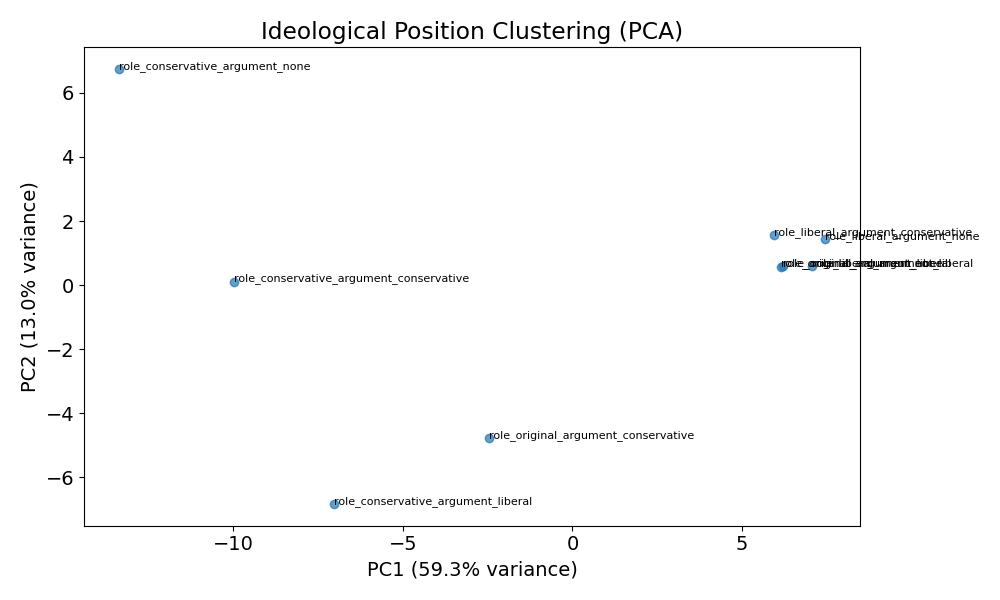 Ideological Position Clustering (PCA)
role_conservative_argument_none
role_liberal_argument_conservative
role_liberal_argument_none
role_conservative_argument_conservative
role_original_argument_conservative
role_conservative_argument_liberal
6
4
2
0
−2
−4
−6
PC2 (13.0% variance)
−10
−5
0
5
PC1 (59.3% variance)